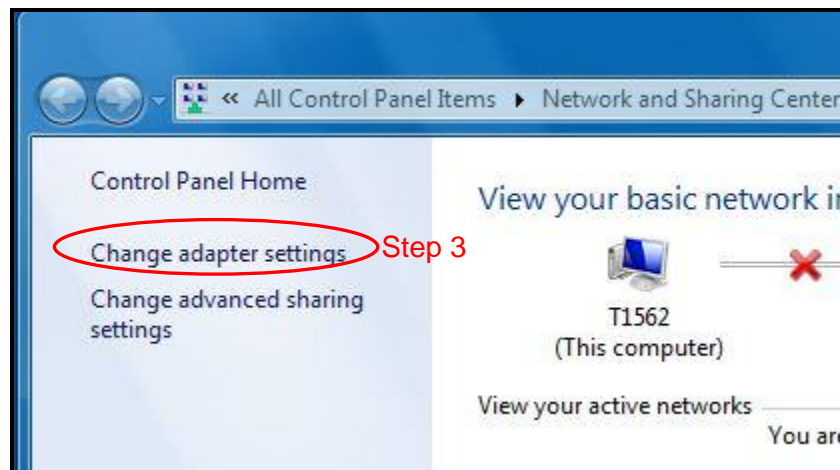 « All Control Panel Items ▸ Network and Sharing Center
Control Panel Home
View your basic network
Change adapter settings
Step 3
Change advanced sharing
settings
T1562
(This computer)
View your active networks
You are